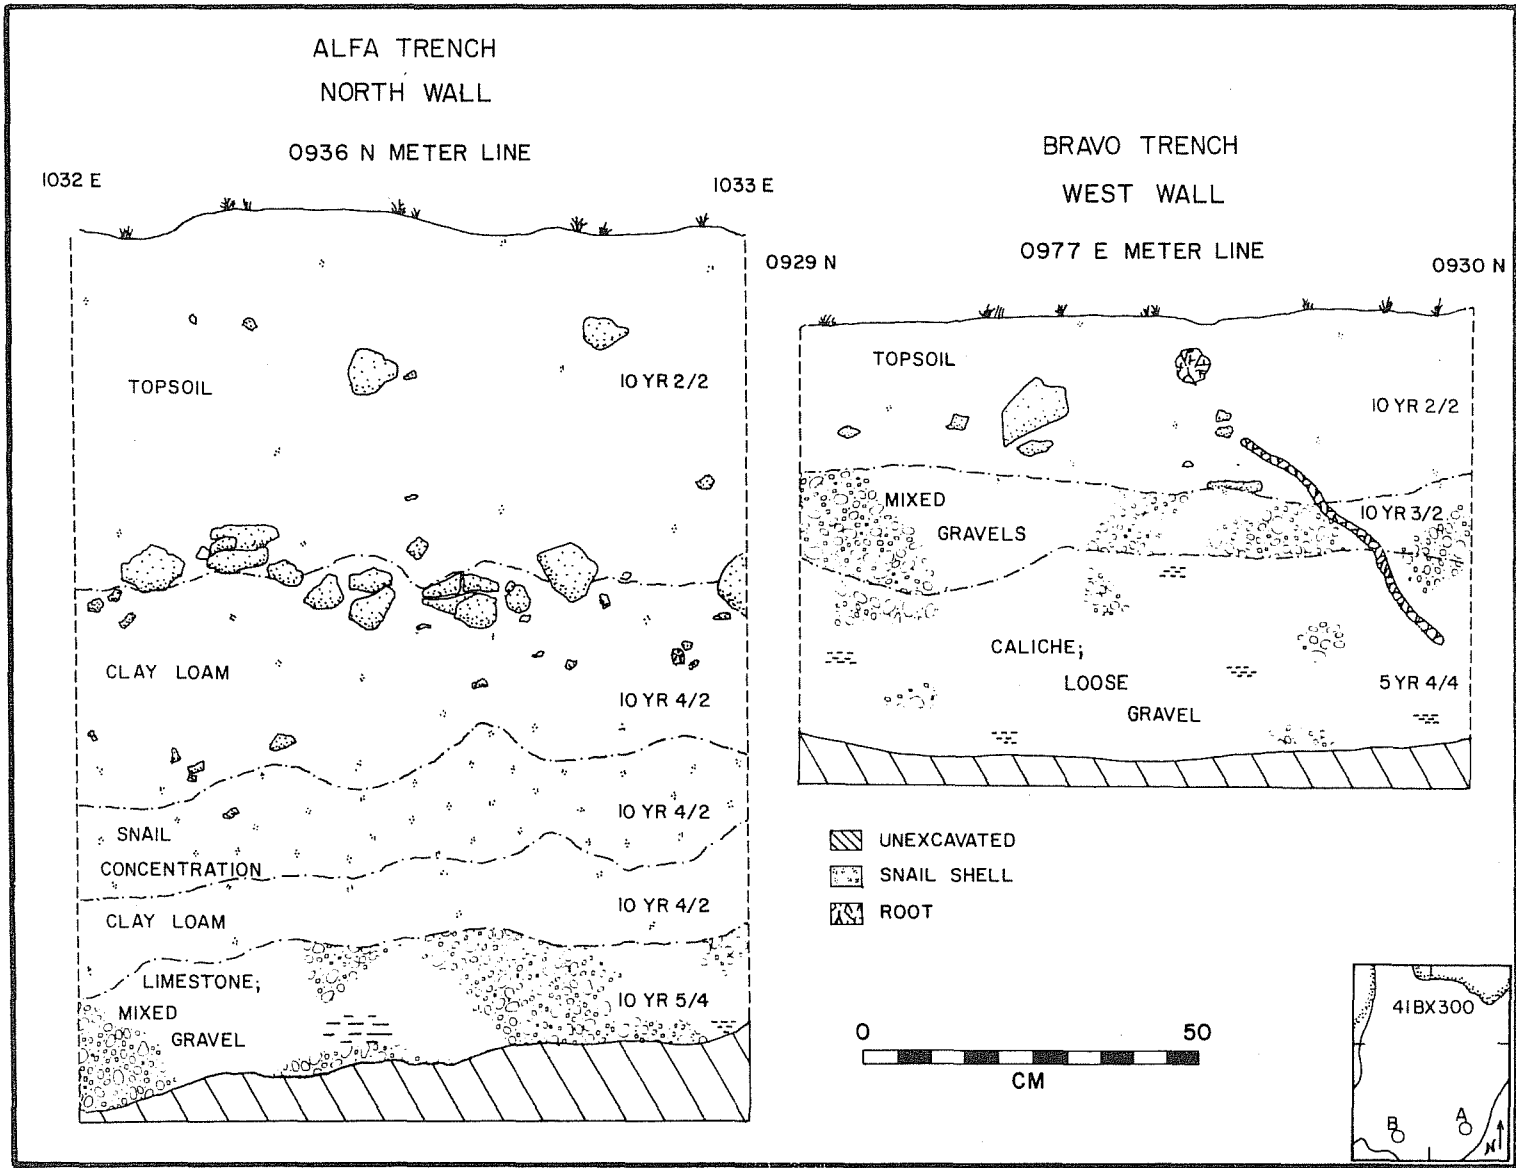 ALFA TRENCH
NORTH WALL
0936 N METER LINE
1032 E
1033 E
TOPSOIL
10 YR 2/2
CLAY LOAM
10 YR 4/2
SNAIL
CONCENTRATION
10 YR 4/2
CLAY LOAM
10 YR 4/2
LIMESTONE;
MIXED
GRAVEL
10 YR 5/4
BRAVO TRENCH
WEST WALL
0977 E METER LINE
0929 N
0930 N
TOPSOIL
10 YR 2/2
MIXED
GRAVELS
10 YR 3/2
CALICHE;
LOOSE
GRAVEL
5 YR 4/4
UNEXCAVATED
SNAIL SHELL
ROOT
0 50
CM
41BX300
B A
N